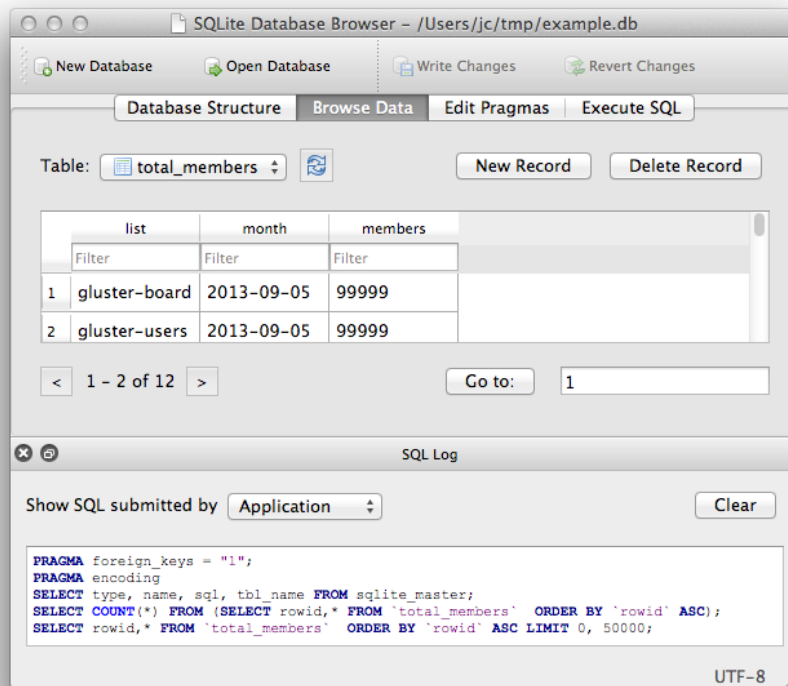 SQLite Database Browser - /Users/jc/tmp/example.db
New Database Open Database Write Changes Revert Changes
Database Structure Browse Data Edit Pragmas Execute SQL
Table: total_members New Record Delete Record
list month members
Filter Filter Filter
1 gluster-board 2013-09-05 99999
2 gluster-users 2013-09-05 99999
< 1 - 2 of 12 > Go to: 1
SQL Log
Show SQL submitted by Application Clear
PRAGMA foreign_keys = "1";
PRAGMA encoding
SELECT type, name, sql, tbl_name FROM sqlite_master;
SELECT COUNT(*) FROM (SELECT rowid,* FROM `total_members`  ORDER BY `rowid` ASC);
SELECT rowid,* FROM `total_members`  ORDER BY `rowid` ASC LIMIT 0, 50000;
UTF-8